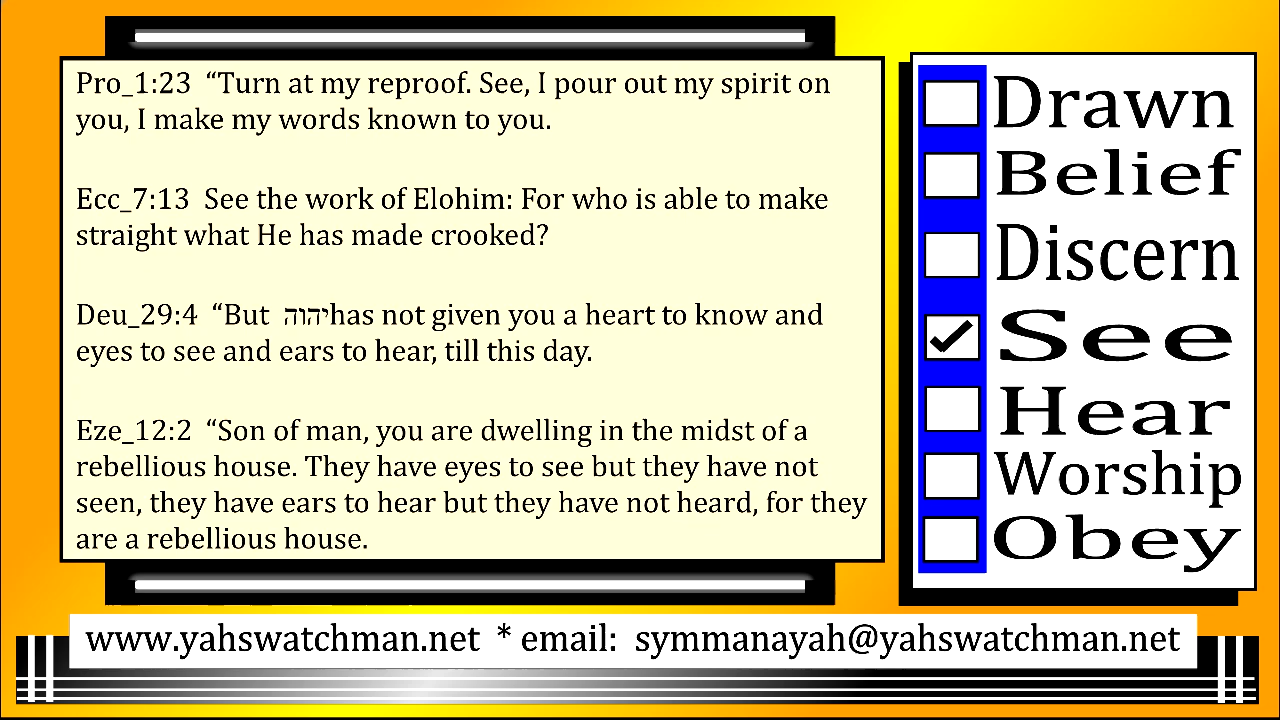 Pro_1:23  “Turn at my reproof. See, I pour out my spirit on
you, I make my words known to you.
Ecc_7:13  See the work of Elohim: For who is able to make
straight what He has made crooked?
Deu_29:4  “But  יהוהhas not given you a heart to know and
eyes to see and ears to hear, till this day.
Eze_12:2  “Son of man, you are dwelling in the midst of a
rebellious house. They have eyes to see but they have not
seen, they have ears to hear but they have not heard, for they
are a rebellious house.
Drawn
Belief
Discern
See
Hear
Worship
Obey
www.yahswatchman.net  * email:  symmanayah@yahswatchman.net